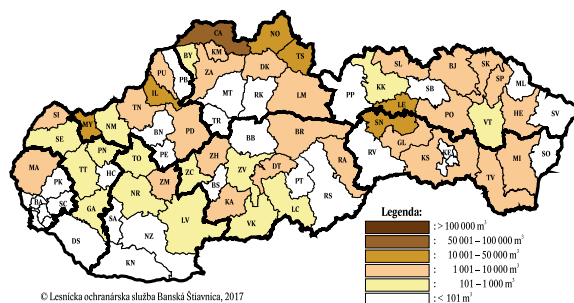 CA NO
BY KM TS
PU ZA DK
IL PB
MT RK LM
TN TR
SI MY NM
SE BN PD
PE
PP KK SL BJ SK SP ML
LE SB HE SV
PO VT
SN
RV GL KS
TV MI SO
BB BR
MA TT PN TO ZC ZH ZV DT RA
PK HC ZM BS PT
BA SC GA NR KA RS
SA LV VK LC
DS NZ
KN
Legenda:
: > 100 000 m³
: 50 001 – 100 000 m³
: 10 001 – 50 000 m³
: 1 001 – 10 000 m³
: 101 – 1 000 m³
: < 101 m³
© Lesnícka ochranárska služba Banská Štiavnica, 2017